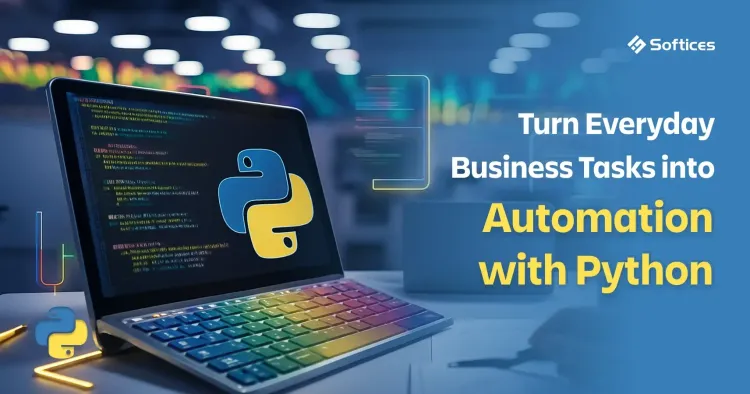 Softices
Turn Everyday
Business Tasks into
Automation
with Python